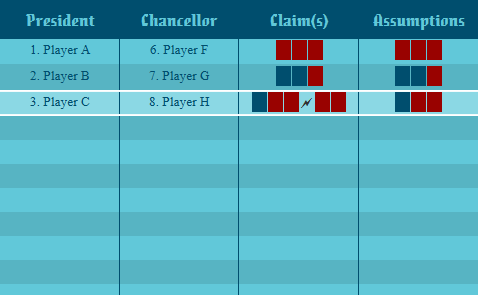 President Chancellor Claim(s) Assumptions
1. Player A 6. Player F
2. Player B 7. Player G
3. Player C 8. Player H